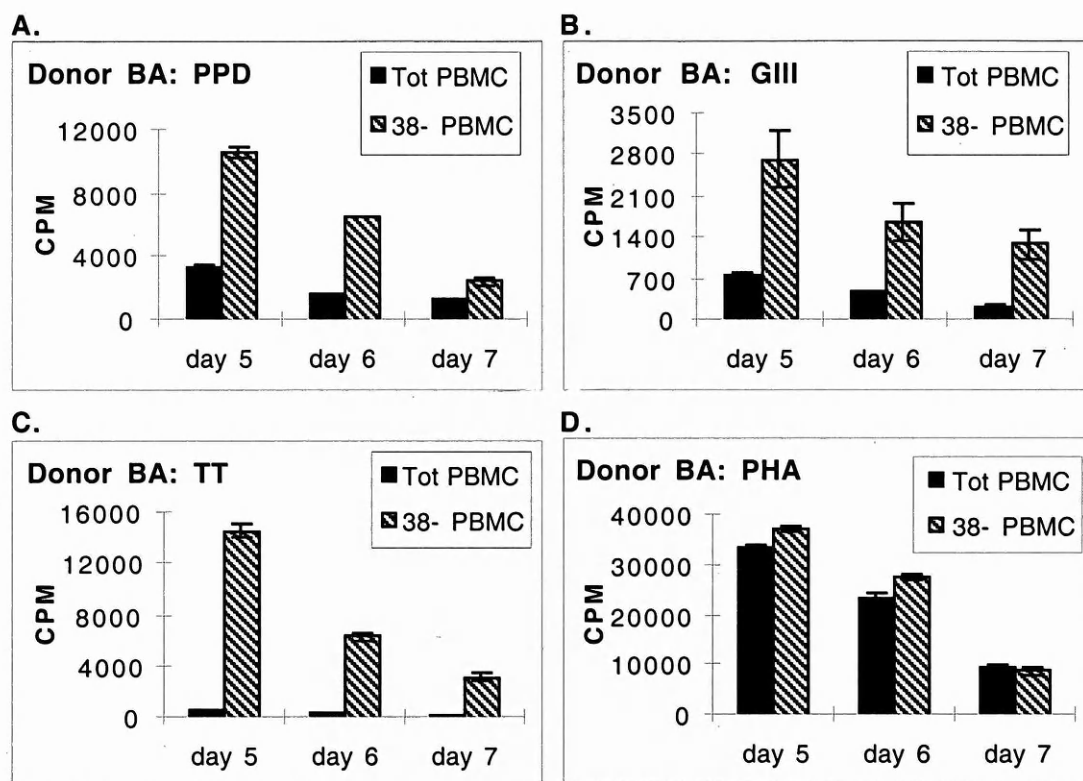 A.
Donor BA: PPD
Tot PBMC
38- PBMC
CPM
12000
8000
4000
0
day 5
day 6
day 7
B.
Donor BA: GIII
Tot PBMC
38- PBMC
CPM
3500
2800
2100
1400
700
0
day 5
day 6
day 7
C.
Donor BA: TT
Tot PBMC
38- PBMC
CPM
16000
12000
8000
4000
0
day 5
day 6
day 7
D.
Donor BA: PHA
Tot PBMC
38- PBMC
CPM
40000
30000
20000
10000
0
day 5
day 6
day 7